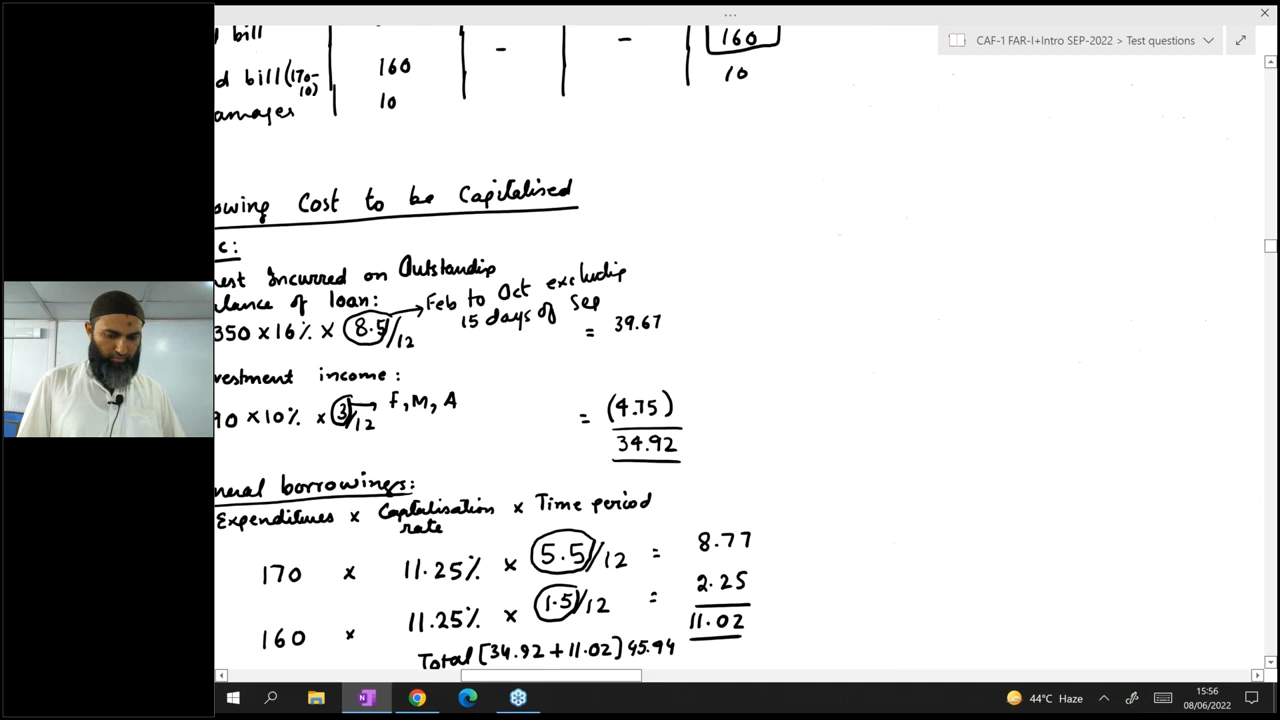 CAF-1 FAR-I+Intro SEP-2022 > Test questions
d bill - - 160
d bill (170-10) 160 10
amages 10
owing Cost to be Capitalised
c:
rest Incurred on Outstanding
lance of loan:
Feb to Oct excluding
15 days of Sep
350 × 16% × 8.5/12 = 39.67
vestment income:
90 × 10% × 3/12 F, M, A = (4.75)
34.92
neral borrowings:
Expenditures × Capitalisation rate × Time period
170 × 11.25% × 5.5/12 = 8.77
160 × 11.25% × 1.5/12 = 2.25
11.02
Total [34.92 + 11.02] 45.94
44°C Haze
15:56
08/06/2022